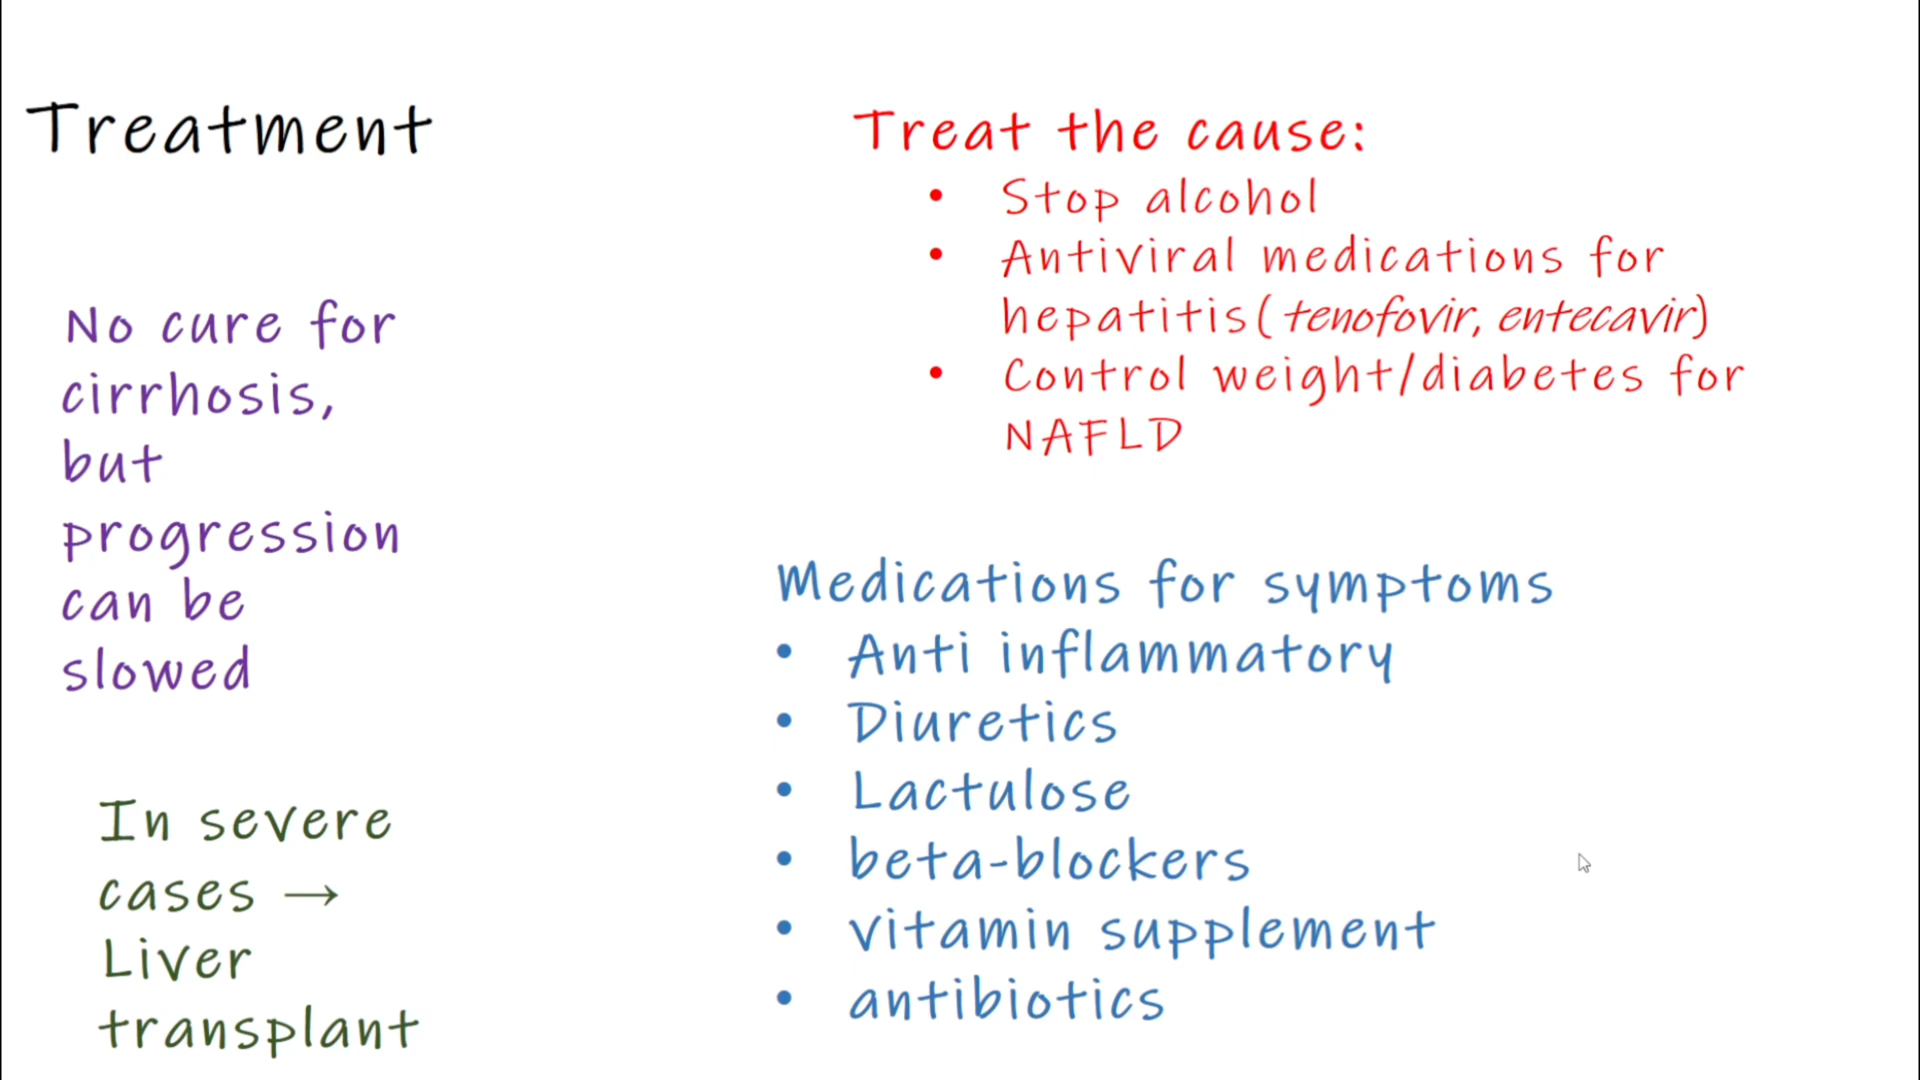 Treatment
No cure for
cirrhosis,
but
progression
can be
slowed
In severe
cases →
Liver
transplant
Treat the cause:
• Stop alcohol
• Antiviral medications for
hepatitis(tenofovir, entecavir)
• Control weight/diabetes for
NAFLD
Medications for symptoms
• Anti inflammatory
• Diuretics
• Lactulose
• beta-blockers
• vitamin supplement
• antibiotics